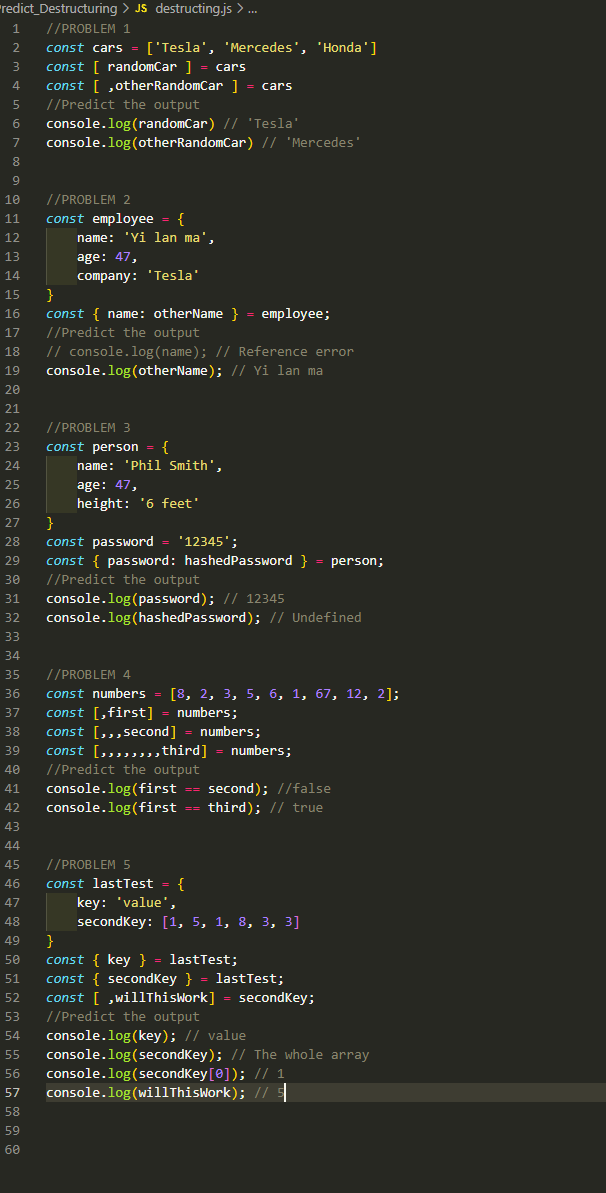 redict_Destructuring > JS destructing.js > ...
1 //PROBLEM 1
2 const cars = ['Tesla', 'Mercedes', 'Honda']
3 const [ randomCar ] = cars
4 const [ ,otherRandomCar ] = cars
5 //Predict the output
6 console.log(randomCar) // 'Tesla'
7 console.log(otherRandomCar) // 'Mercedes'
8
9
10 //PROBLEM 2
11 const employee = {
12     name: 'Yi lan ma',
13     age: 47,
14     company: 'Tesla'
15 }
16 const { name: otherName } = employee;
17 //Predict the output
18 // console.log(name); // Reference error
19 console.log(otherName); // Yi lan ma
20
21
22 //PROBLEM 3
23 const person = {
24     name: 'Phil Smith',
25     age: 47,
26     height: '6 feet'
27 }
28 const password = '12345';
29 const { password: hashedPassword } = person;
30 //Predict the output
31 console.log(password); // 12345
32 console.log(hashedPassword); // Undefined
33
34
35 //PROBLEM 4
36 const numbers = [8, 2, 3, 5, 6, 1, 67, 12, 2];
37 const [,first] = numbers;
38 const [,,,second] = numbers;
39 const [,,,,,,,,third] = numbers;
40 //Predict the output
41 console.log(first == second); //false
42 console.log(first == third); // true
43
44
45 //PROBLEM 5
46 const lastTest = {
47     key: 'value',
48     secondKey: [1, 5, 1, 8, 3, 3]
49 }
50 const { key } = lastTest;
51 const { secondKey } = lastTest;
52 const [ ,willThisWork] = secondKey;
53 //Predict the output
54 console.log(key); // value
55 console.log(secondKey); // The whole array
56 console.log(secondKey[0]); // 1
57 console.log(willThisWork); // 5
58
59
60